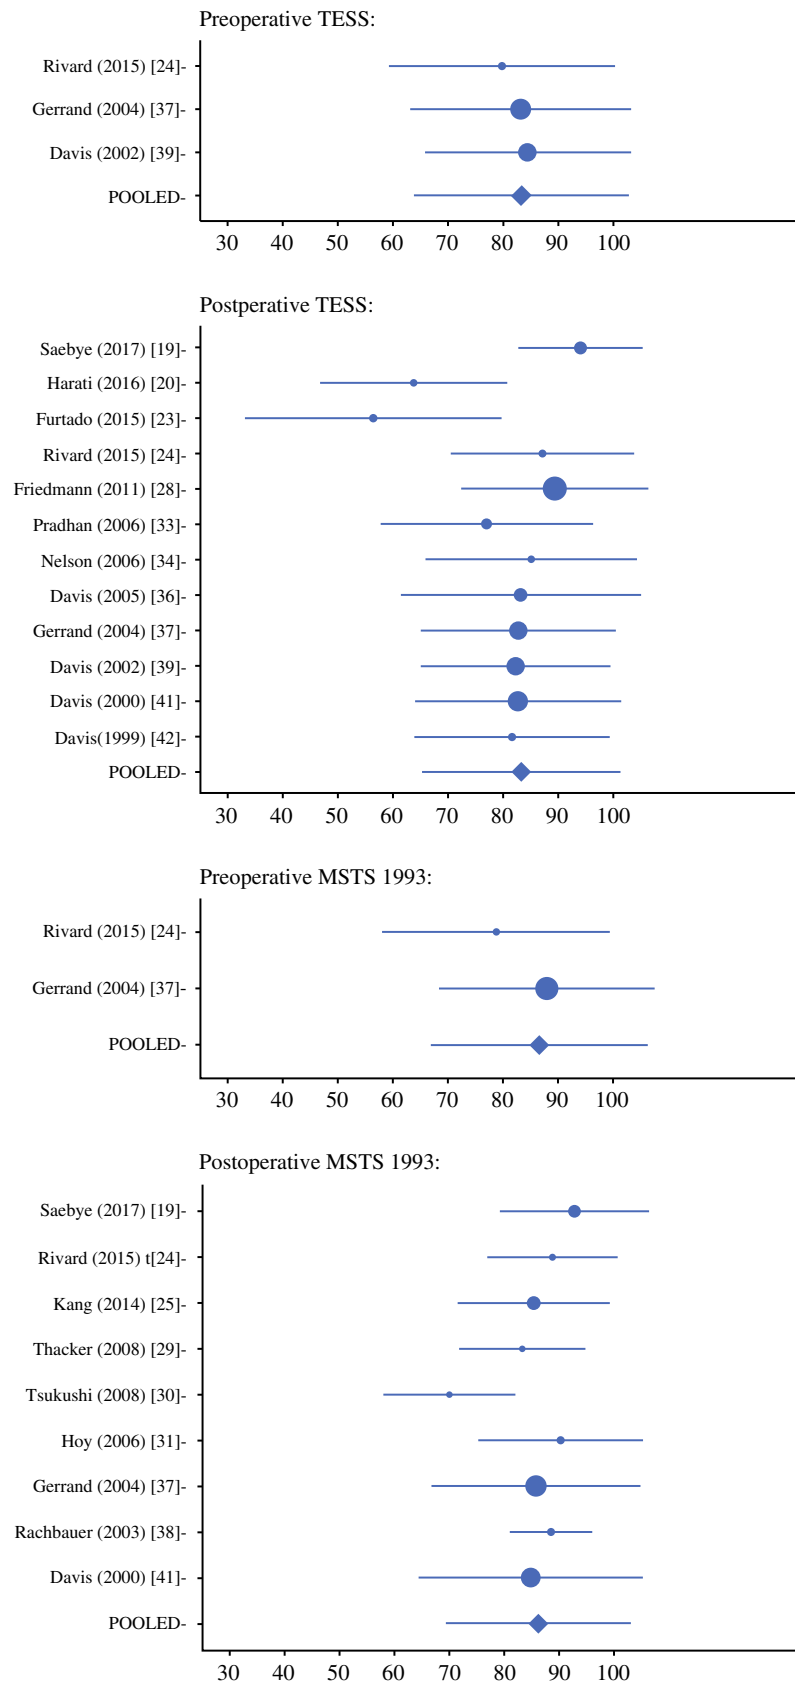 Preoperative TESS:
Rivard (2015) [24]-
Gerrand (2004) [37]-
Davis (2002) [39]-
POOLED-
30 40 50 60 70 80 90 100
Postperative TESS:
Saebye (2017) [19]-
Harati (2016) [20]-
Furtado (2015) [23]-
Rivard (2015) [24]-
Friedmann (2011) [28]-
Pradhan (2006) [33]-
Nelson (2006) [34]-
Davis (2005) [36]-
Gerrand (2004) [37]-
Davis (2002) [39]-
Davis (2000) [41]-
Davis(1999) [42]-
POOLED-
30 40 50 60 70 80 90 100
Preoperative MSTS 1993:
Rivard (2015) [24]-
Gerrand (2004) [37]-
POOLED-
30 40 50 60 70 80 90 100
Postoperative MSTS 1993:
Saebye (2017) [19]-
Rivard (2015) t[24]-
Kang (2014) [25]-
Thacker (2008) [29]-
Tsukushi (2008) [30]-
Hoy (2006) [31]-
Gerrand (2004) [37]-
Rachbauer (2003) [38]-
Davis (2000) [41]-
POOLED-
30 40 50 60 70 80 90 100